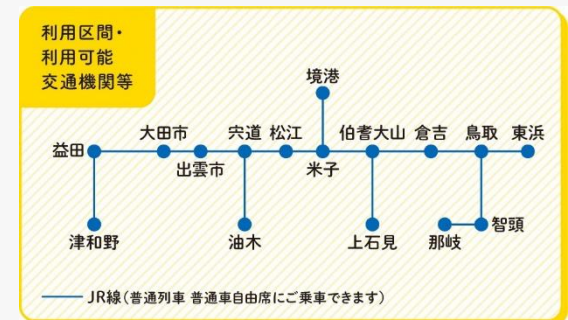 利用区間・
利用可能
交通機関等
境港
益田 大田市 宍道 松江 伯耆大山 倉吉 鳥取 東浜
出雲市 米子
津和野 油木 上石見 那岐 智頭
JR線(普通列車 普通車自由席にご乗車できます)